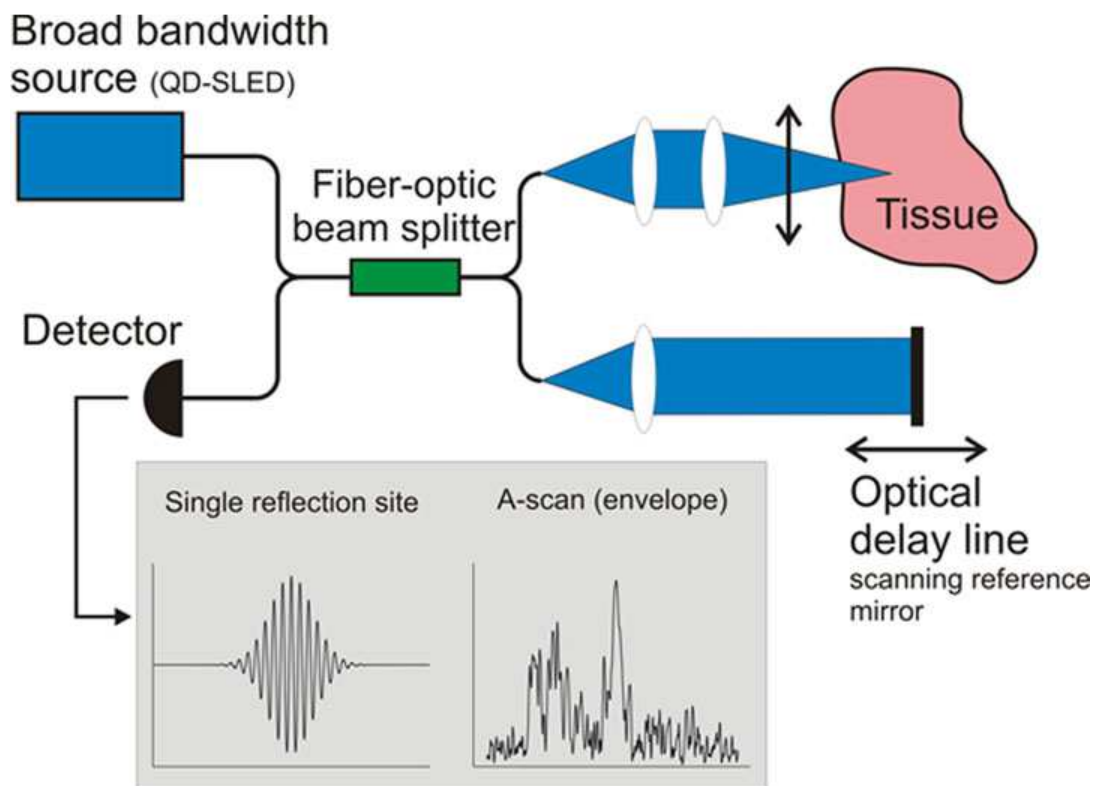 Broad bandwidth
source (QD-SLED)
Fiber-optic
beam splitter
Tissue
Detector
Single reflection site
A-scan (envelope)
Optical
delay line
scanning reference
mirror